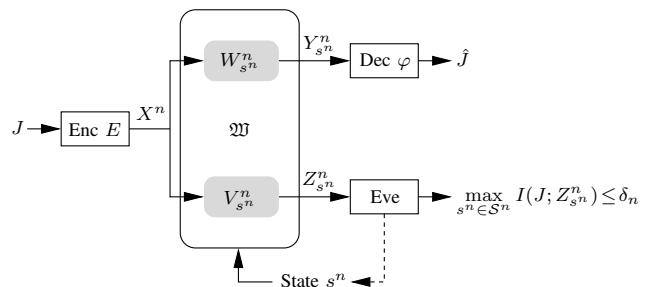 Y^n_{s^n}
W^n_{s^n}
Dec φ
Ĵ
X^n
J
Enc E
𝔚
Z^n_{s^n}
V^n_{s^n}
Eve
max_{s^n∈𝒮^n} I(J; Z^n_{s^n}) ≤ δ_n
State s^n